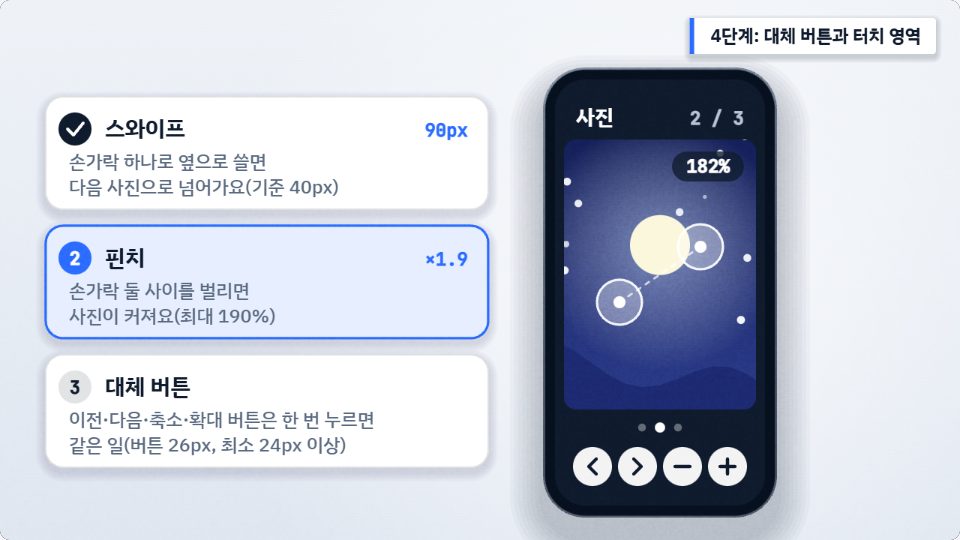 4단계: 대체 버튼과 터치 영역
스와이프
90px
손가락 하나로 옆으로 쓸면
다음 사진으로 넘어가요(기준 40px)
2
핀치
×1.9
손가락 둘 사이를 벌리면
사진이 커져요(최대 190%)
3
대체 버튼
이전·다음·축소·확대 버튼은 한 번 누르면
같은 일(버튼 26px, 최소 24px 이상)
사진
2 / 3
182%